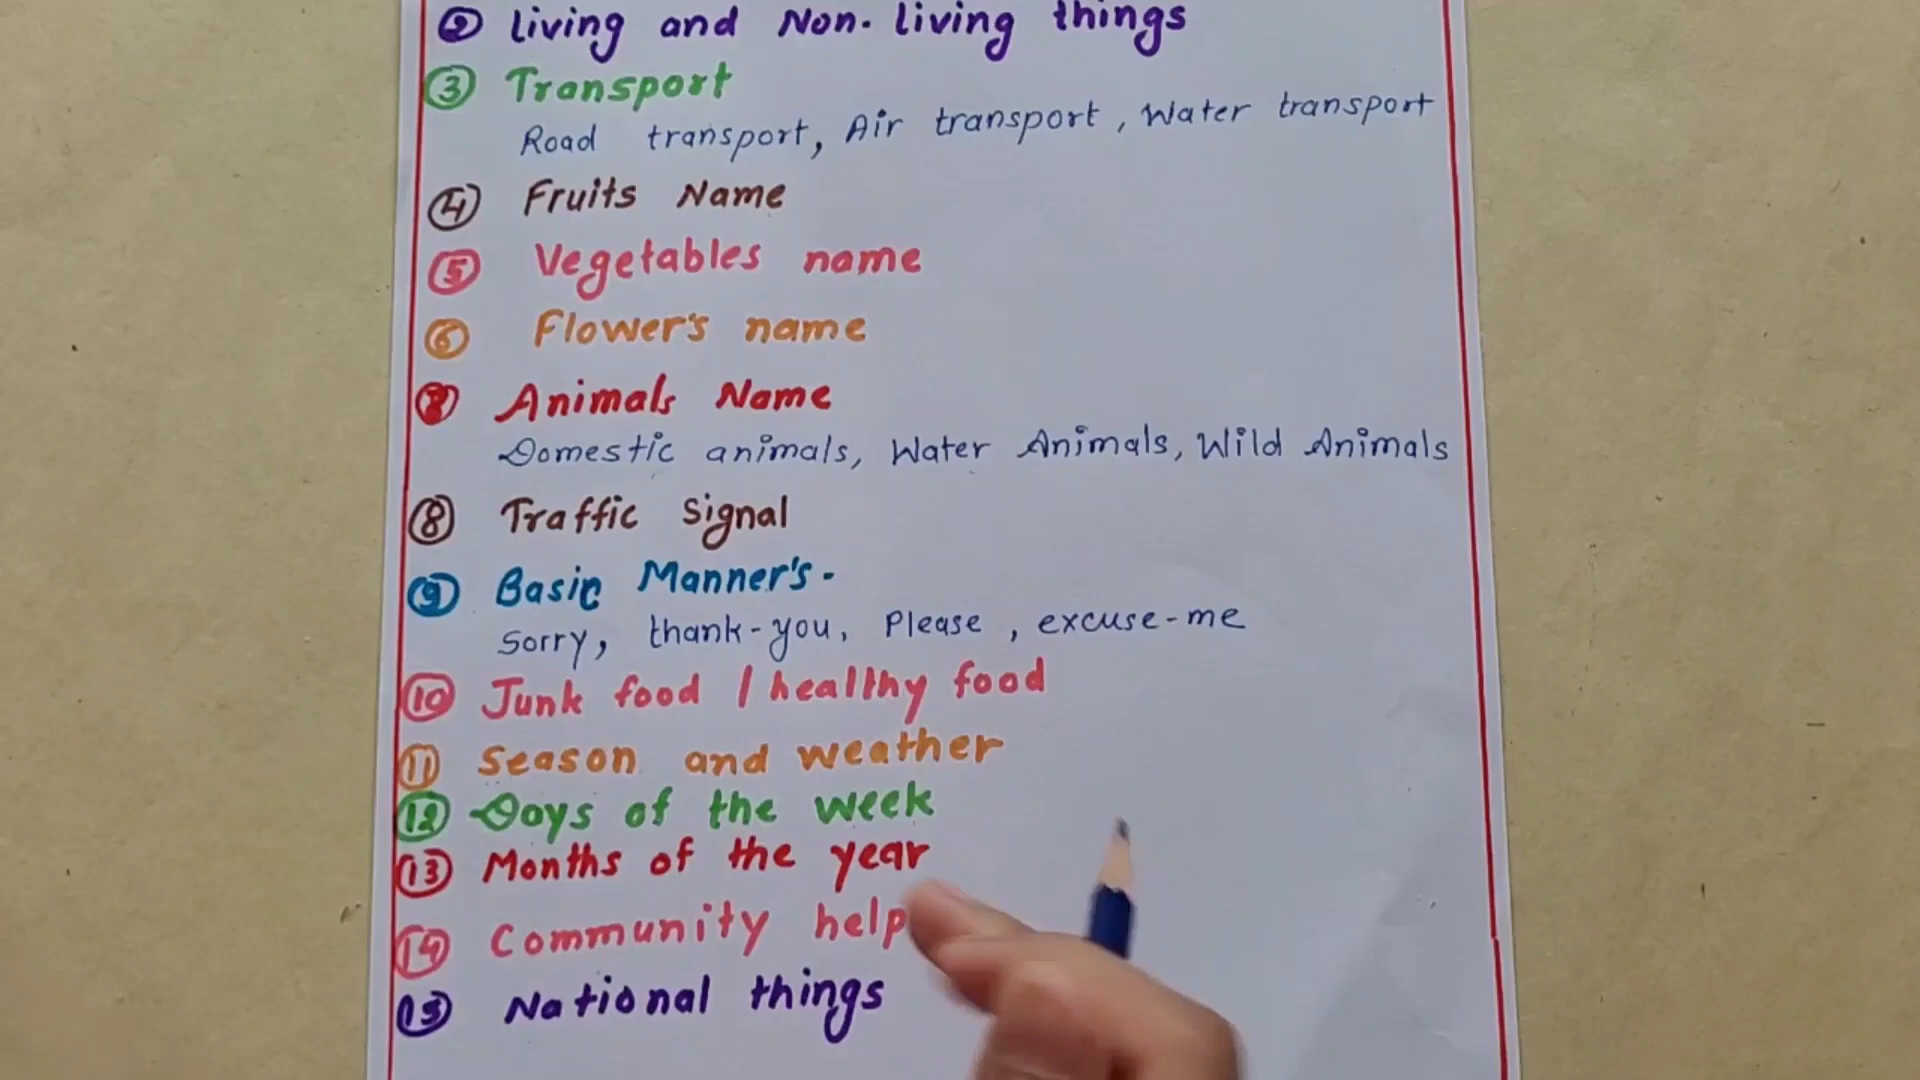 ② Living and Non-living things
③ Transport
Road transport, Air transport, Water transport
④ Fruits Name
⑤ Vegetables name
⑥ Flower's name
Animals Name
Domestic animals, Water Animals, Wild Animals
⑧ Traffic Signal
⑨ Basic Manner's.
Sorry, thank-you, Please, excuse-me
⑩ Junk food / healthy food
⑪ Season and weather
⑫ Days of the week
⑬ Months of the year
⑭ Community help
⑮ National things